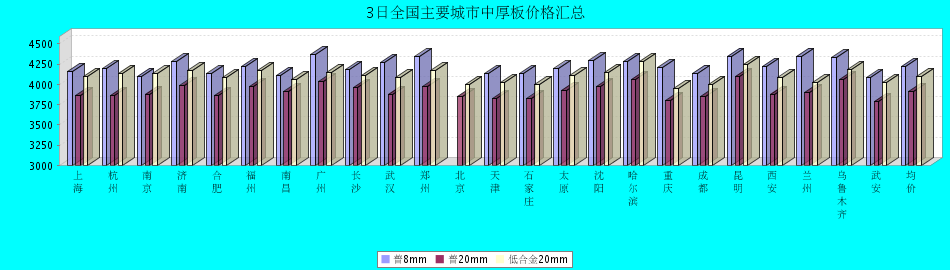 3日全国主要城市中厚板价格汇总
4500
4250
4000
3750
3500
3250
3000
上海
杭州
南京
济南
合肥
福州
南昌
广州
长沙
武汉
郑州
北京
天津
石家庄
太原
沈阳
哈尔滨
重庆
成都
昆明
西安
兰州
乌鲁木齐
武安
均价
普8mm
普20mm
低合金20mm